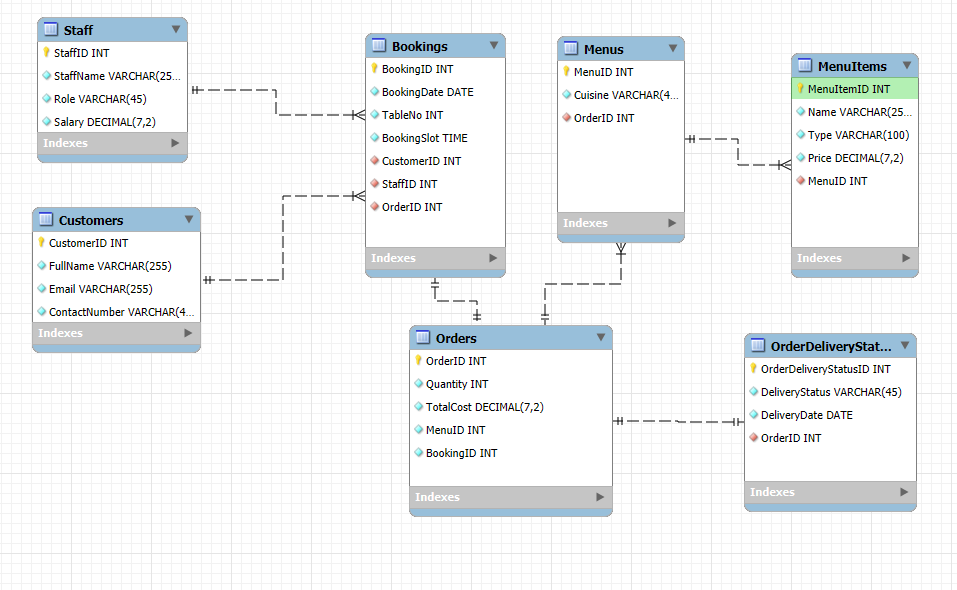 Staff
StaffID INT
StaffName VARCHAR(25...
Role VARCHAR(45)
Salary DECIMAL(7,2)
Indexes
Customers
CustomerID INT
FullName VARCHAR(255)
Email VARCHAR(255)
ContactNumber VARCHAR(4...
Indexes
Bookings
BookingID INT
BookingDate DATE
TableNo INT
BookingSlot TIME
CustomerID INT
StaffID INT
OrderID INT
Indexes
Menus
MenuID INT
Cuisine VARCHAR(4...
OrderID INT
Indexes
MenuItems
MenuItemID INT
Name VARCHAR(25...
Type VARCHAR(100)
Price DECIMAL(7,2)
MenuID INT
Indexes
Orders
OrderID INT
Quantity INT
TotalCost DECIMAL(7,2)
MenuID INT
BookingID INT
Indexes
OrderDeliveryStat...
OrderDeliveryStatusID INT
DeliveryStatus VARCHAR(45)
DeliveryDate DATE
OrderID INT
Indexes